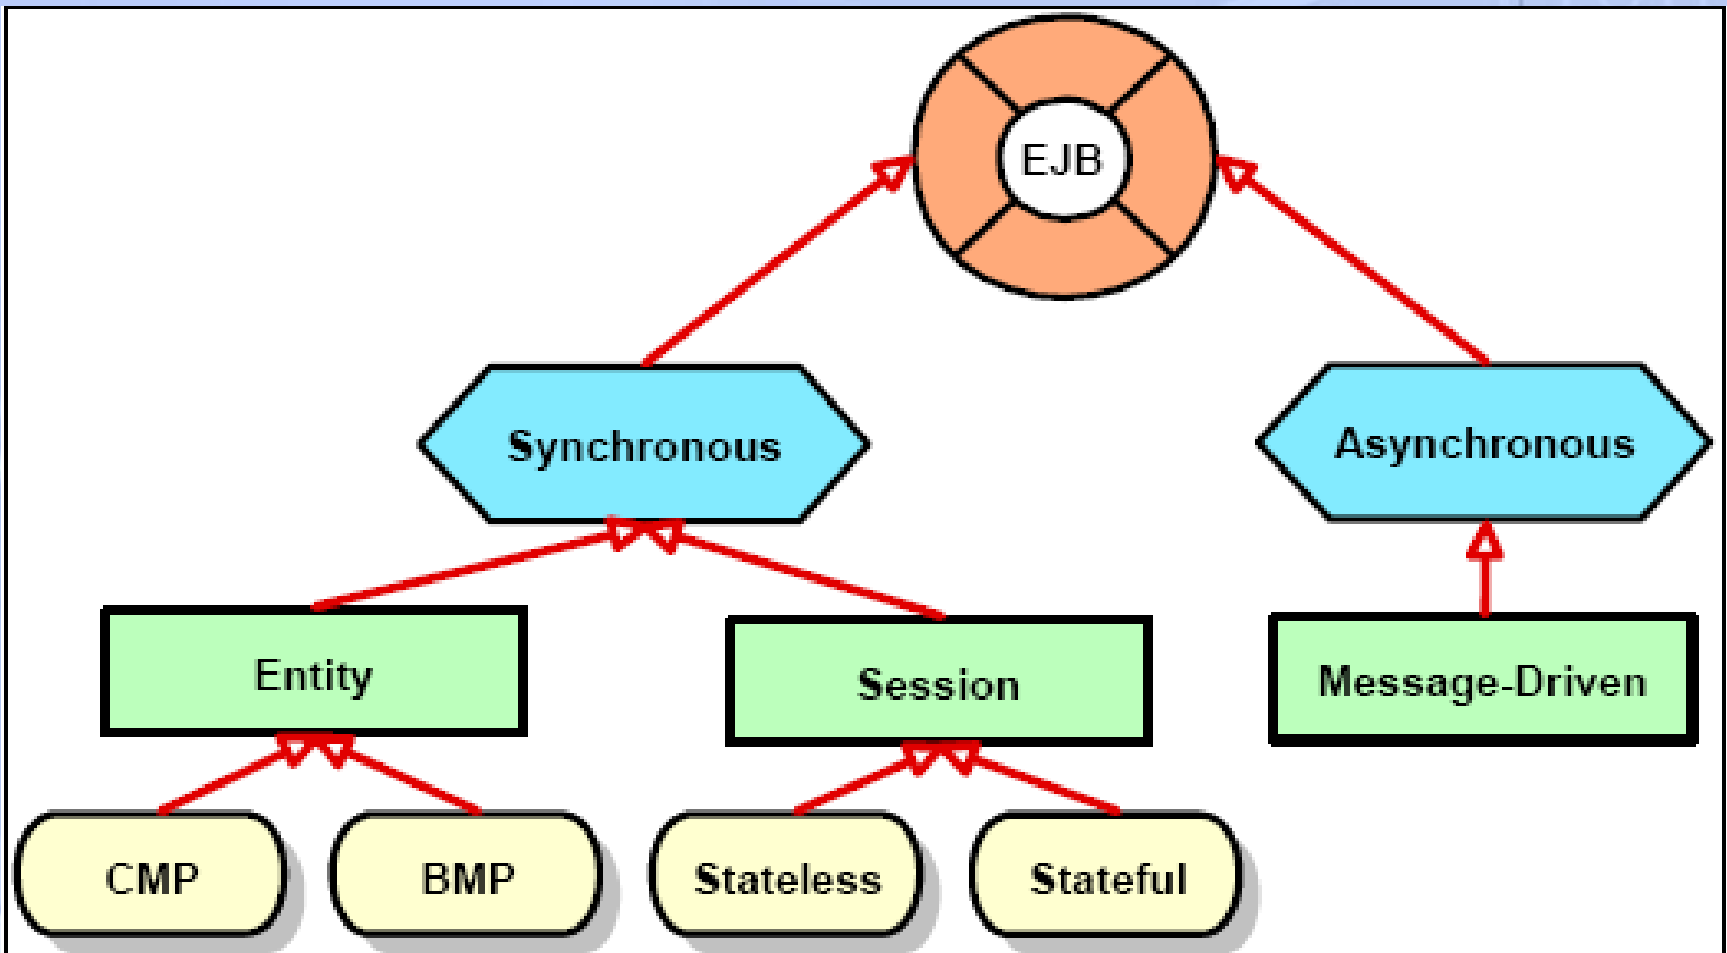 EJB
Synchronous
Asynchronous
Entity
Session
Message-Driven
CMP
BMP
Stateless
Stateful